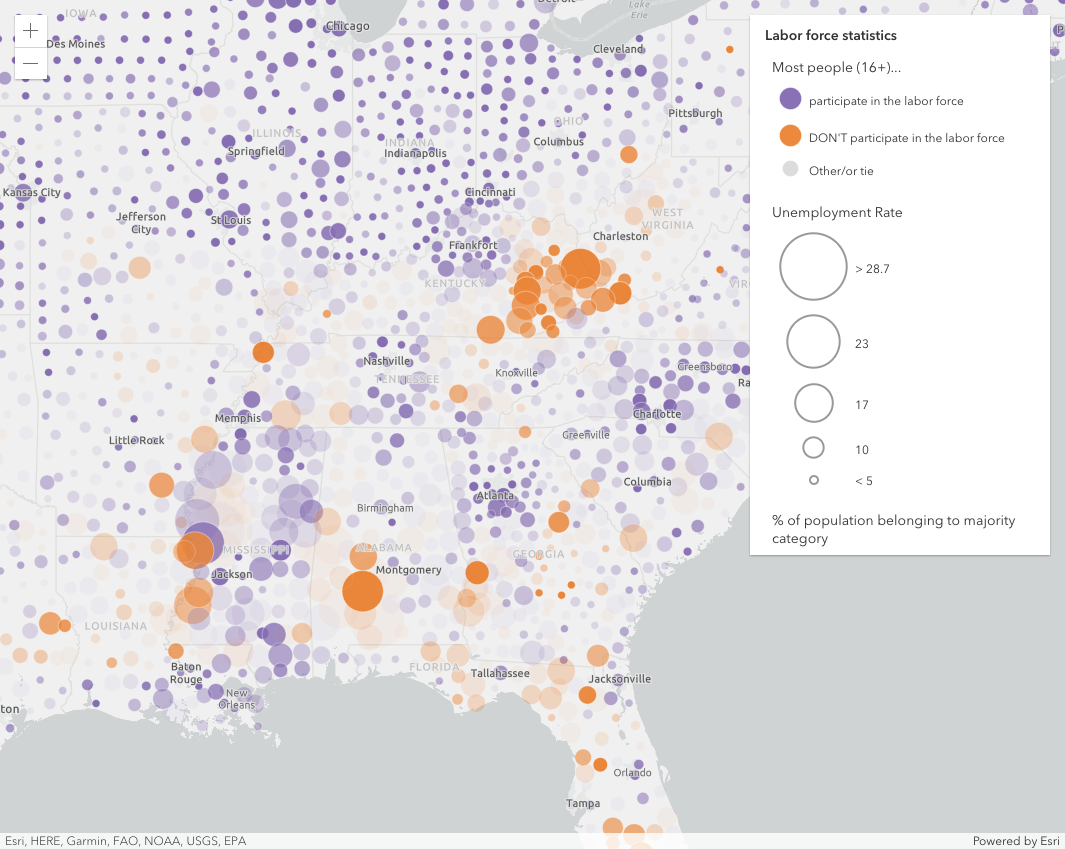 IOWA
Des Moines
Chicago
Detroit
Lake
Erie
Cleveland
Pittsburgh
ILLINOIS
Springfield
INDIANA
Indianapolis
OHIO
Columbus
Kansas City
Jefferson
City
St Louis
Cincinnati
Frankfort
KENTUCKY
WEST
VIRGINIA
Charleston
Nashville
TENNESSEE
Knoxville
Greensboro
Charlotte
Memphis
Little Rock
Greenville
Columbia
Atlanta
Birmingham
MISSISSIPPI
ALABAMA
GEORGIA
Jackson
Montgomery
LOUISIANA
Baton
Rouge
New
Orleans
FLORIDA
Tallahassee
Jacksonville
Orlando
Tampa
Labor force statistics
Most people (16+)...
participate in the labor force
DON'T participate in the labor force
Other/or tie
Unemployment Rate
> 28.7
23
17
10
< 5
% of population belonging to majority
category
Esri, HERE, Garmin, FAO, NOAA, USGS, EPA
Powered by Esri